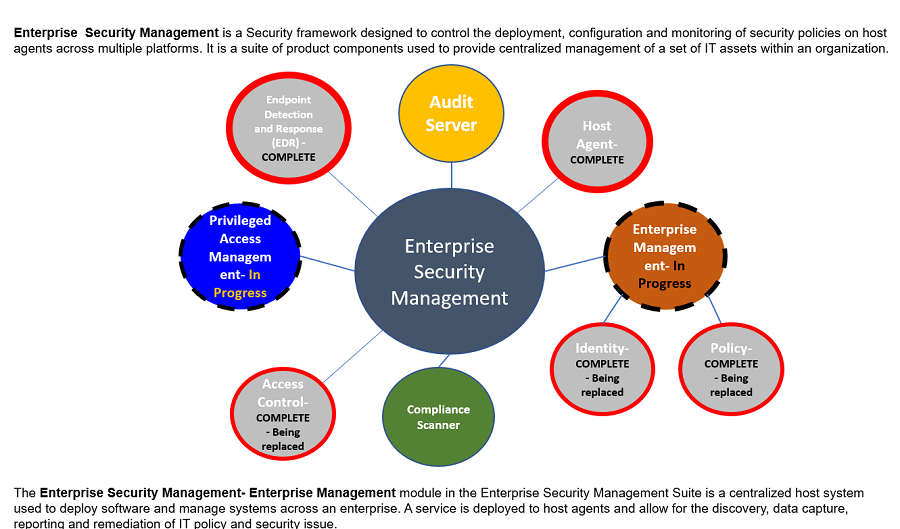 Enterprise  Security Management is a Security framework designed to control the deployment, configuration and monitoring of security policies on host
agents across multiple platforms. It is a suite of product components used to provide centralized management of a set of IT assets within an organization.
Endpoint
Detection
and Response
(EDR) -
COMPLETE
Audit
Server
Host
Agent-
COMPLETE
Privileged
Access
Managem
ent- In
Progress
Enterprise
Security
Management
Enterprise
Managem
ent- In
Progress
Identity-
COMPLETE
- Being
replaced
Policy-
COMPLETE
- Being
replaced
Access
Control-
COMPLETE
- Being
replaced
Compliance
Scanner
The Enterprise Security Management- Enterprise Management module in the Enterprise Security Management Suite is a centralized host system
used to deploy software and manage systems across an enterprise. A service is deployed to host agents and allow for the discovery, data capture,
reporting and remediation of IT policy and security issue.